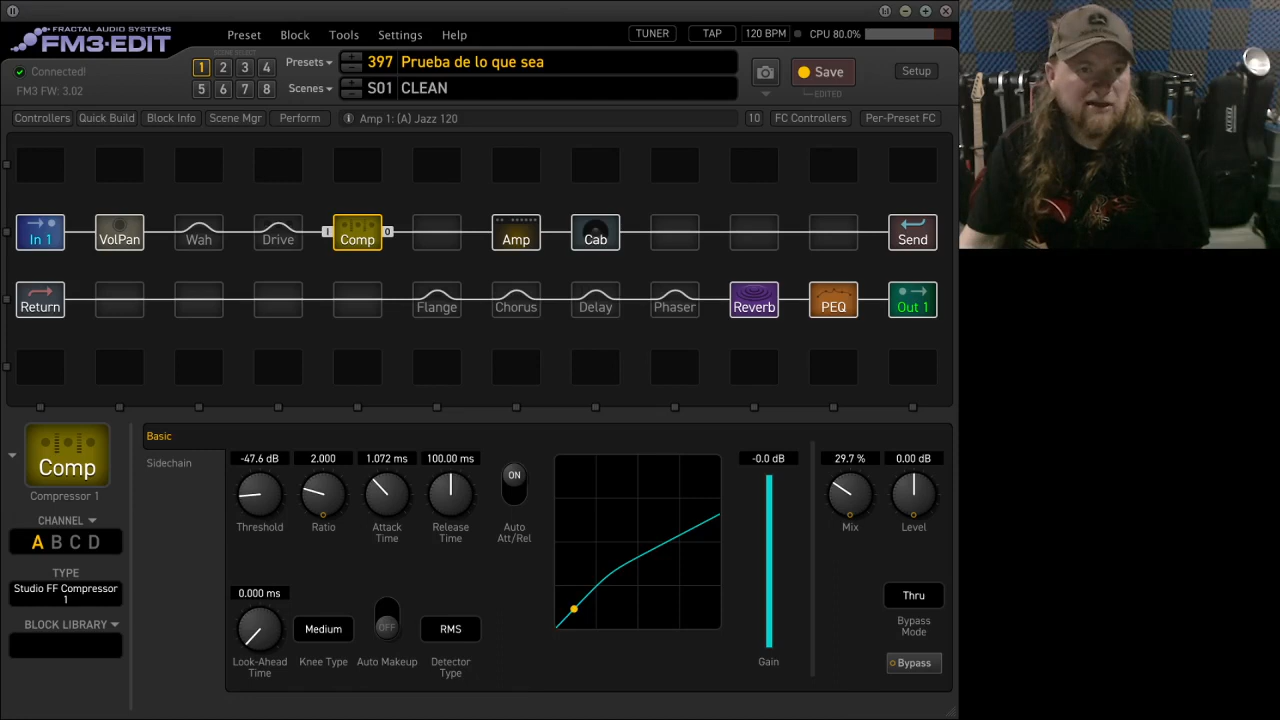 FRACTAL AUDIO SYSTEMS
FM3-EDIT
Preset Block Tools Settings Help
TUNER TAP 120 BPM CPU 80.0%
SCENE SELECT
1 2 3 4
5 6 7 8
Connected!
FM3 FW: 3.02
Presets 397 Prueba de lo que sea
Scenes S01 CLEAN
Save
EDITED
Setup
Controllers Quick Build Block Info Scene Mgr Perform Amp 1: (A) Jazz 120 10 FC Controllers Per-Preset FC
In 1 VolPan Wah Drive I Comp O Amp Cab Send
Return Flange Chorus Delay Phaser Reverb PEQ Out 1
Comp
Compressor 1
CHANNEL
A B C D
TYPE
Studio FF Compressor
1
BLOCK LIBRARY
Basic
Sidechain
-47.6 dB 2.000 1.072 ms 100.00 ms
ON
Threshold Ratio Attack Time Release Time Auto Att/Rel
0.000 ms
Medium OFF RMS
Look-Ahead Time Knee Type Auto Makeup Detector Type
-0.0 dB
Gain
29.7 % 0.00 dB
Mix Level
Thru
Bypass
Mode
Bypass